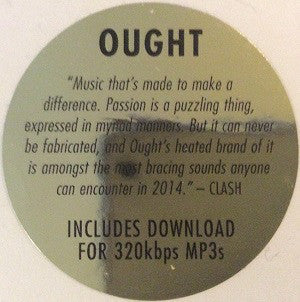 OUGHT
"Music that's made to make a
difference. Passion is a puzzling thing,
expressed in myriad manners. But it can never
be fabricated, and Ought's heated brand of it
is amongst the most bracing sounds anyone
can encounter in 2014." – CLASH
INCLUDES DOWNLOAD
FOR 320kbps MP3s